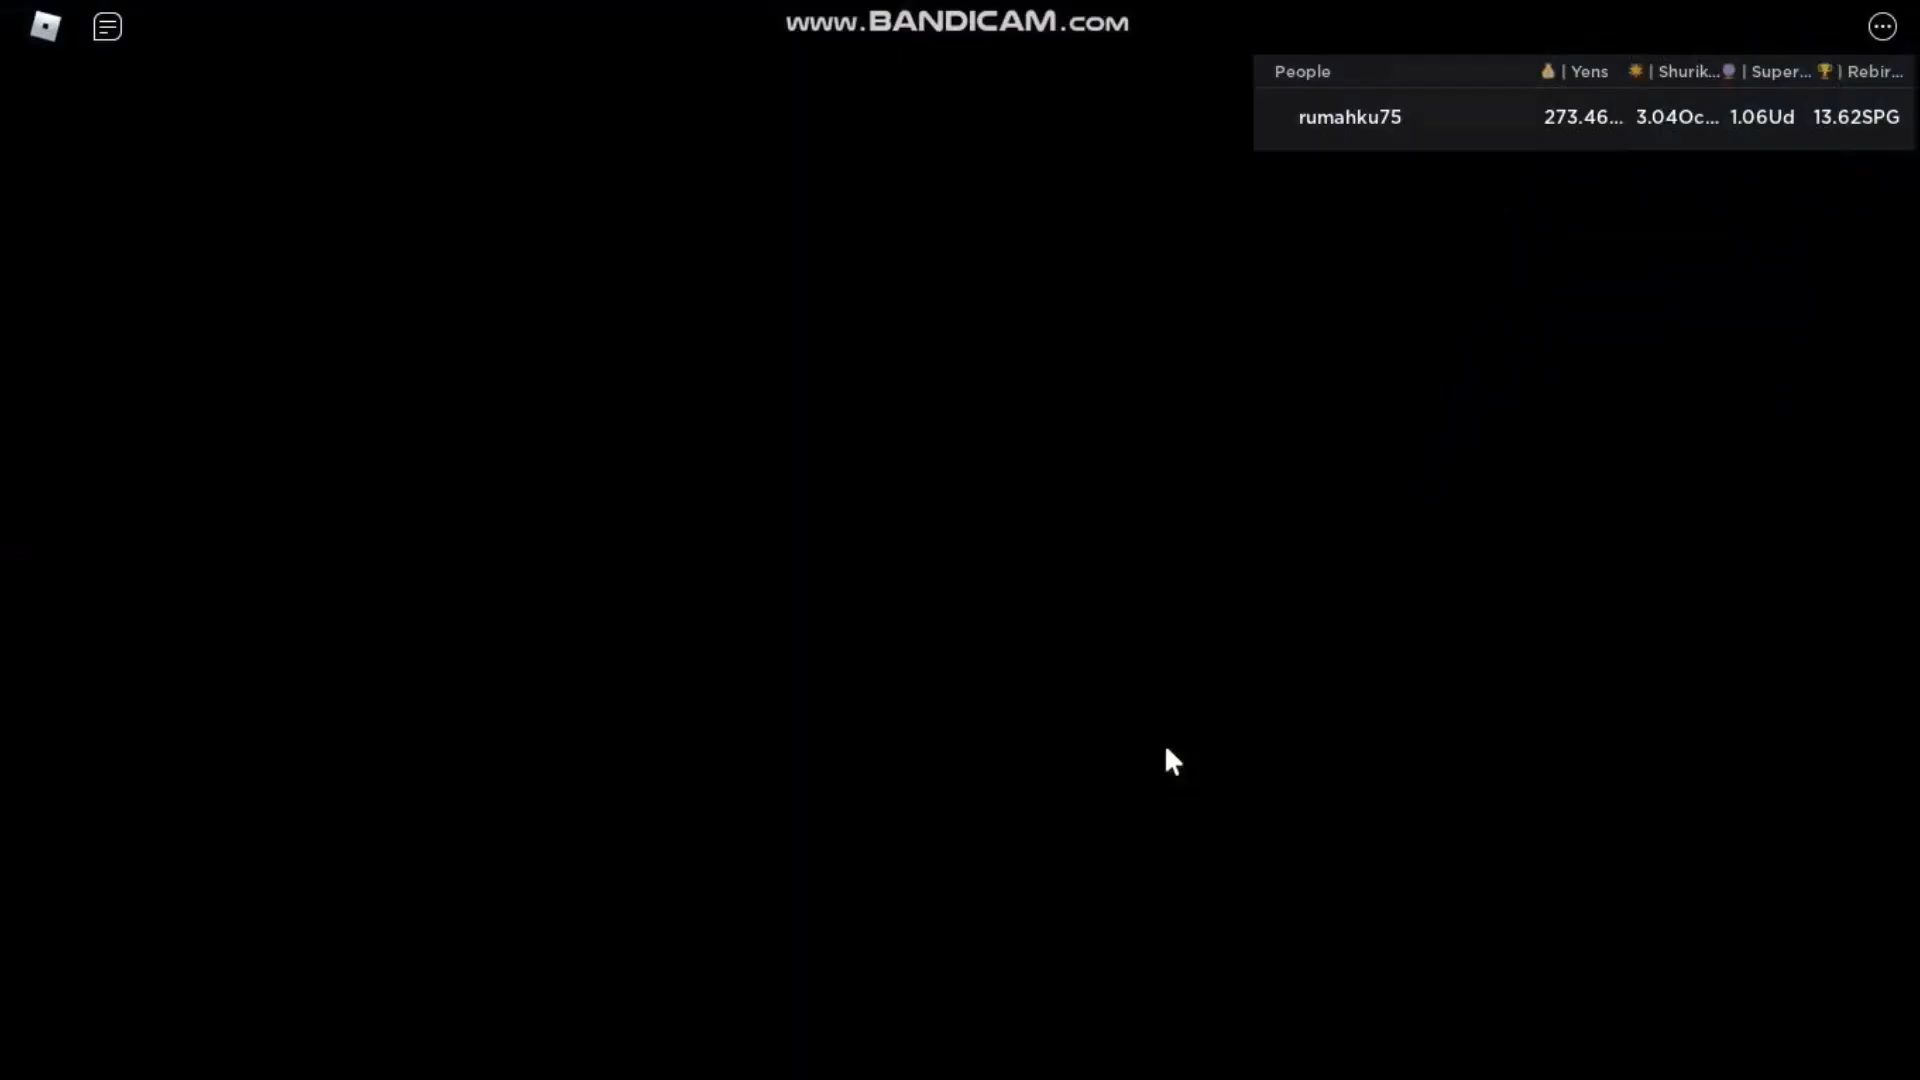 www.BANDICAM.COM
People | Yens | Shurik... | Super... | Rebir...
rumahku75 273.46... 3.04Oc... 1.06Ud 13.62SPG